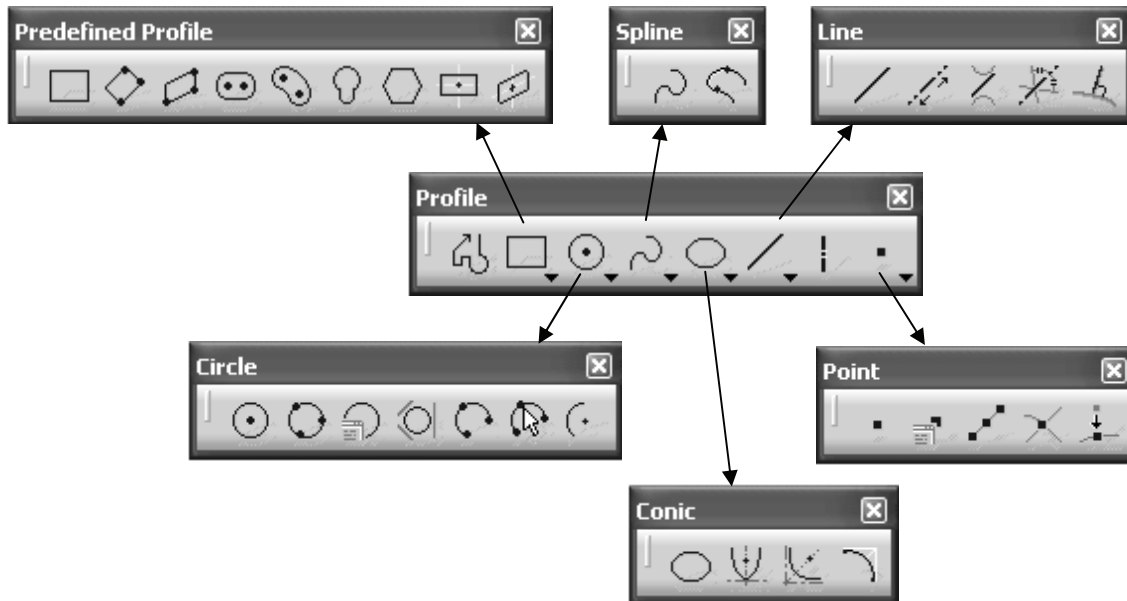 Predefined Profile
Spline
Line
Profile
Circle
Point
Conic